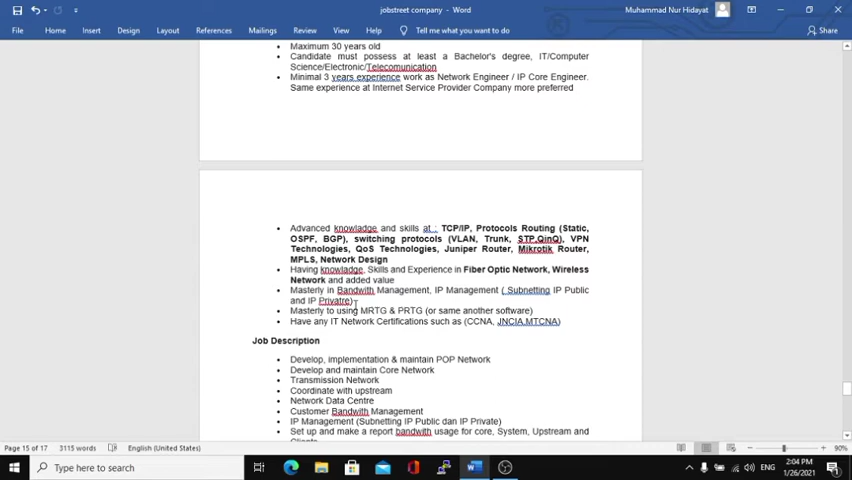 jobstreet company - Word
Muhammad Nur Hidayat
File Home Insert Draw Design Layout References Mailings Review View Help Tell me what you want to do Share
Maximum 30 years old
Candidate must possess at least a Bachelor's degree, IT/Computer
Science/Electronic/Telecomunication
Minimal 3 years experience work as Network Engineer / IP Core Engineer.
Same experience at Internet Service Provider Company more preferred
Advanced knowladge and skills at : TCP/IP, Protocols Routing (Static,
OSPF, BGP), switching protocols (VLAN, Trunk, STP,QinQ), VPN
Technologies, QoS Technologies, Juniper Router, Mikrotik Router,
MPLS, Network Design
Having knowladge, Skills and Experience in Fiber Optic Network, Wireless
Network and added value
Masterly in Bandwith Management, IP Management ( Subnetting IP Public
and IP Privatre)
Masterly to using MRTG & PRTG (or same another software)
Have any IT Network Certifications such as (CCNA, JNCIA,MTCNA)
Job Description
Develop, implementation & maintain POP Network
Develop and maintain Core Network
Transmission Network
Coordinate with upstream
Network Data Centre
Customer Bandwith Management
IP Management (Subnetting IP Public dan IP Private)
Set up and make a report bandwith usage for core, System, Upstream and
Page 15 of 17 3115 words English (United States) 90%
Type here to search
ENG
2:04 PM
1/26/2021